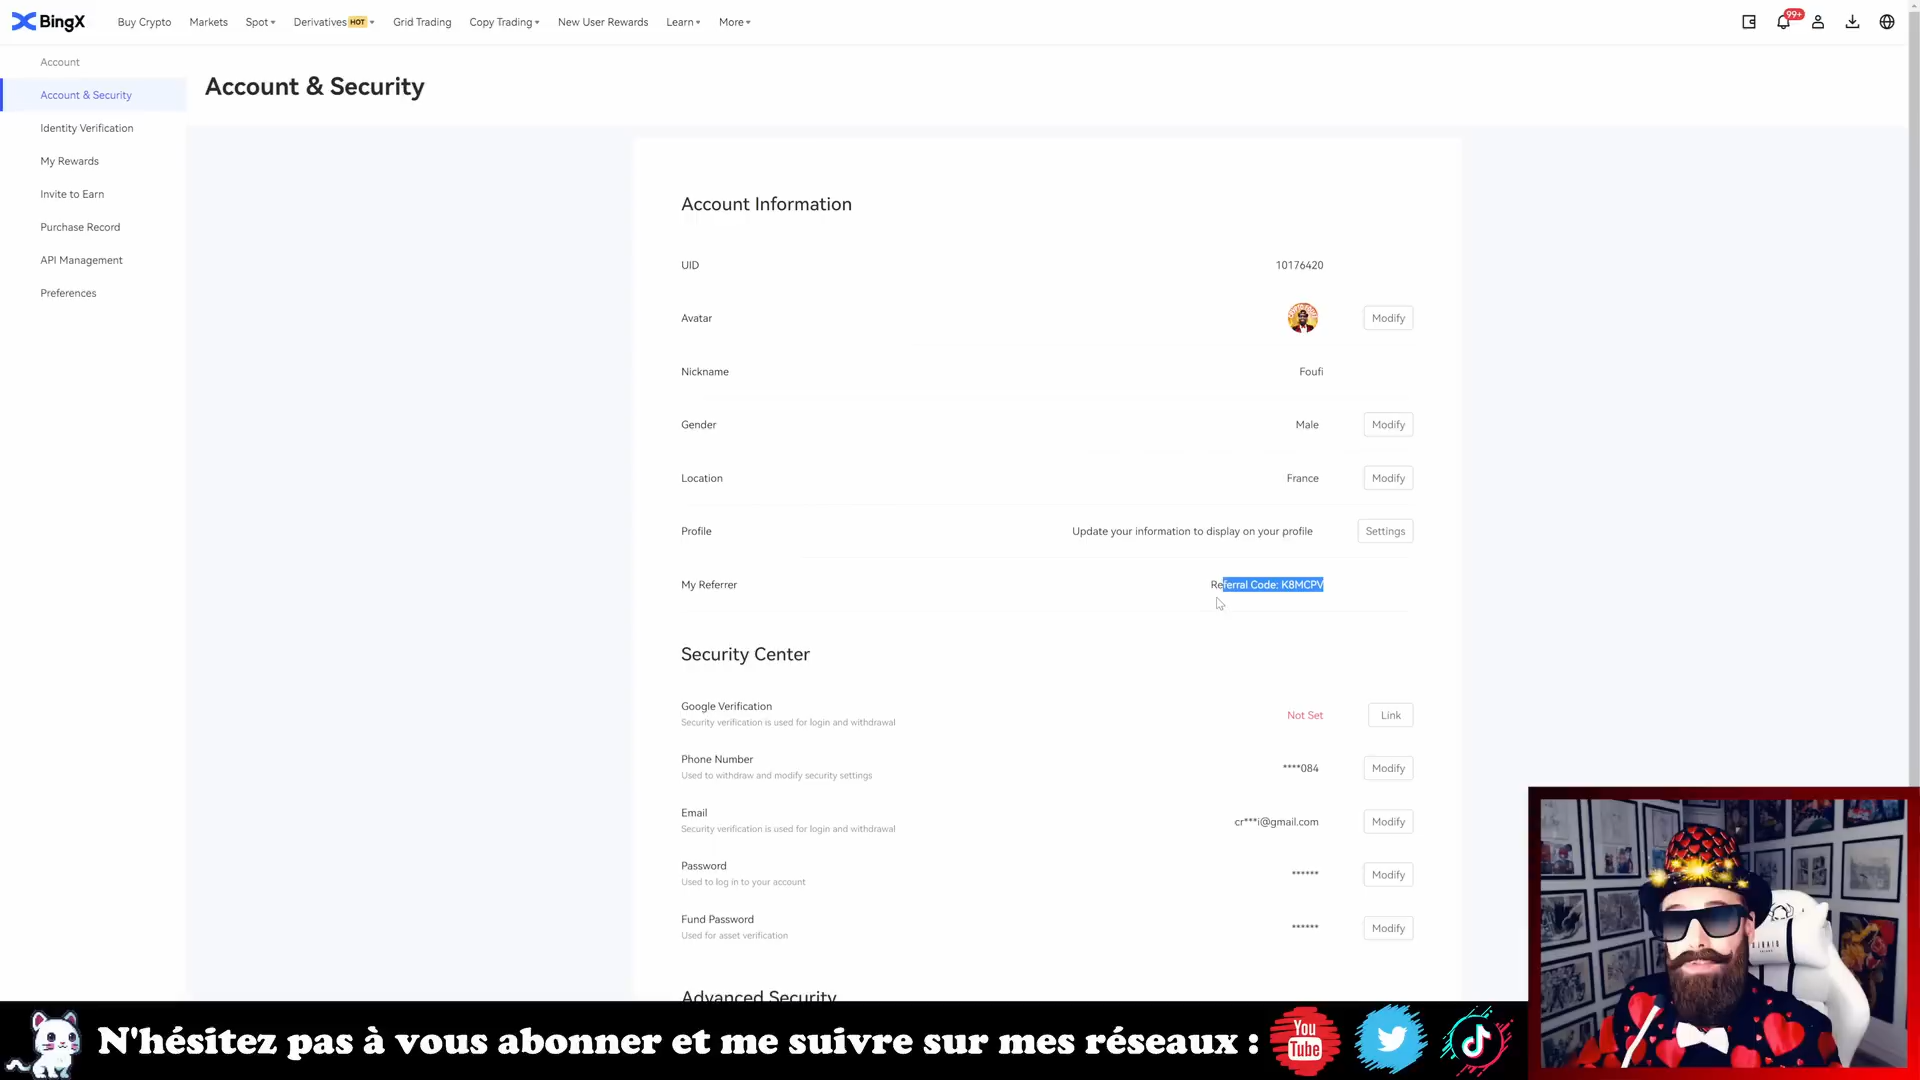 BingX
Buy Crypto
Markets
Spot
Derivatives HOT
Grid Trading
Copy Trading
New User Rewards
Learn
More
99+
Account
Account & Security
Identity Verification
My Rewards
Invite to Earn
Purchase Record
API Management
Preferences
Account & Security
Account Information
UID 10176420
Avatar Modify
Nickname Foufi
Gender Male Modify
Location France Modify
Profile Update your information to display on your profile Settings
My Referrer Referral Code: K8MCPV
Security Center
Google Verification
Security verification is used for login and withdrawal
Not Set Link
Phone Number
Used to withdraw and modify security settings
****084 Modify
Email
Security verification is used for login and withdrawal
cr***i@gmail.com Modify
Password
Used to log in to your account
****** Modify
Fund Password
Used for asset verification
****** Modify
Advanced Security
N'hésitez pas à vous abonner et me suivre sur mes réseaux :
You
Tube